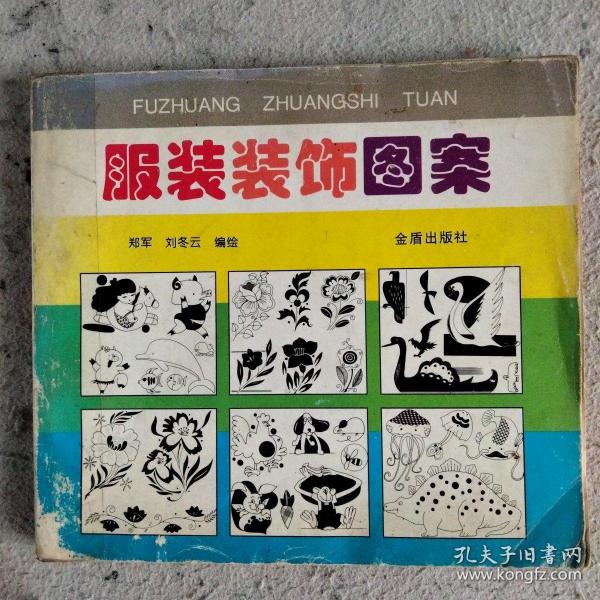 FUZHUANG ZHUANGSHI TUAN
服装装饰图案
郑军 刘冬云 编绘 金盾出版社
孔夫子旧書网
www.kongfz.com